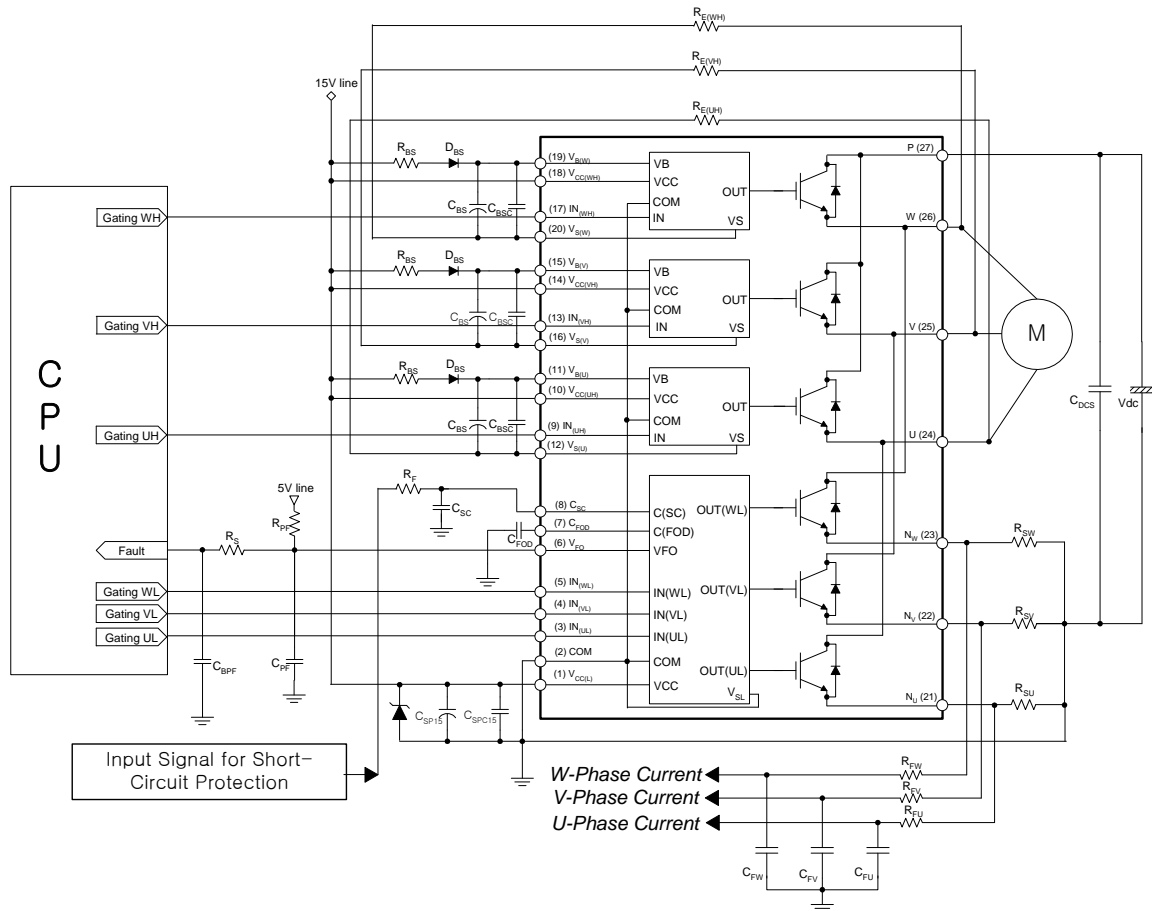 R_E(WH)
R_E(VH)
15V line
R_E(UH)
R_BS
D_BS
C_BS
C_BSC
(19) V_B(W)
(18) V_CC(WH)
(17) IN_(WH)
(20) V_S(W)
VB
VCC
COM
IN
OUT
VS
P (27)
W (26)
Gating WH
R_BS
D_BS
C_BS
C_BSC
(15) V_B(V)
(14) V_CC(VH)
(13) IN_(VH)
(16) V_S(V)
VB
VCC
COM
IN
OUT
VS
V (25)
M
Gating VH
CPU
R_BS
D_BS
C_BS
C_BSC
(11) V_B(U)
(10) V_CC(UH)
(9) IN_(UH)
(12) V_S(U)
VB
VCC
COM
IN
OUT
VS
U (24)
C_DCS
Vdc
Gating UH
R_F
C_SC
5V line
R_PF
R_S
C_FOD
(8) C_SC
(7) C_FOD
(6) V_FO
(5) IN_(WL)
(4) IN_(VL)
(3) IN_(UL)
(2) COM
(1) V_CC(L)
C(SC)
C(FOD)
VFO
IN(WL)
IN(VL)
IN(UL)
COM
VCC
OUT(WL)
OUT(VL)
OUT(UL)
V_SL
N_W (23)
N_V (22)
N_U (21)
R_SW
R_SV
R_SU
Fault
Gating WL
Gating VL
Gating UL
C_BPF
C_PF
C_SP15
C_SPC15
Input Signal for Short-
Circuit Protection
W-Phase Current
V-Phase Current
U-Phase Current
R_FW
R_FV
R_FU
C_FW
C_FV
C_FU